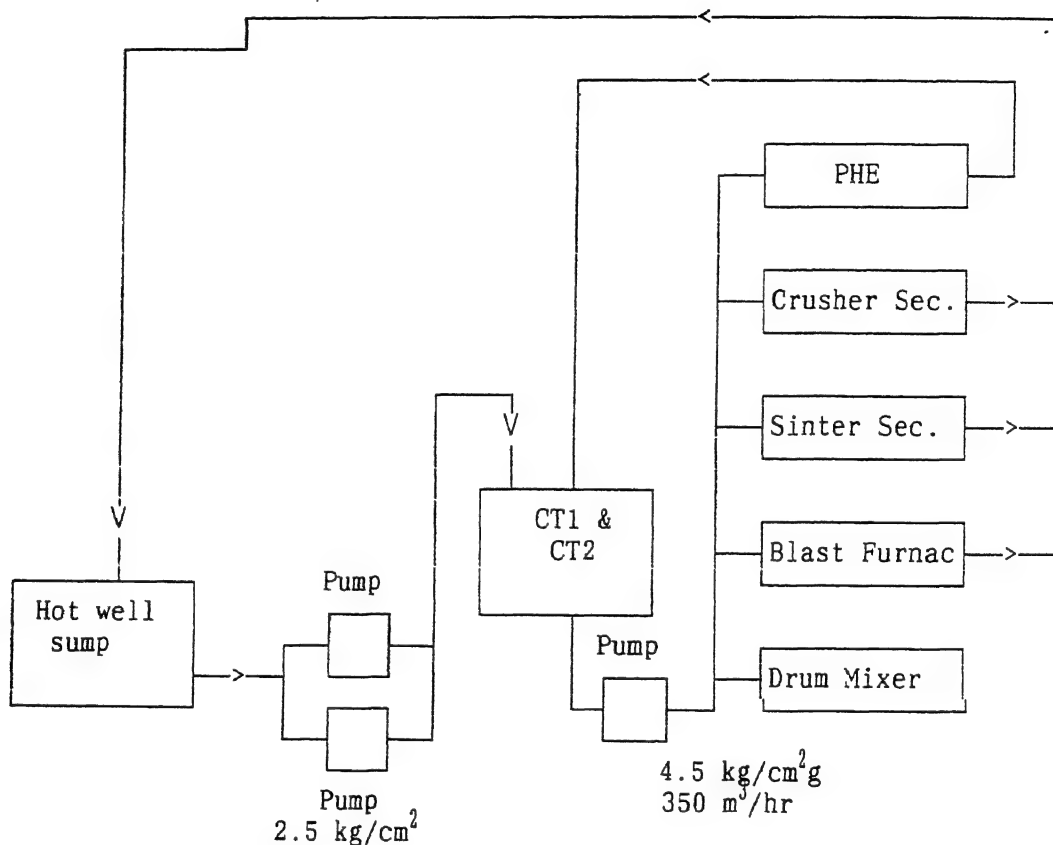 PHE
Crusher Sec.
Sinter Sec.
CT1 &
CT2
Blast Furnac
Pump
Hot well
sump
Pump
Drum Mixer
4.5 kg/cm²g
350 m³/hr
Pump
2.5 kg/cm²